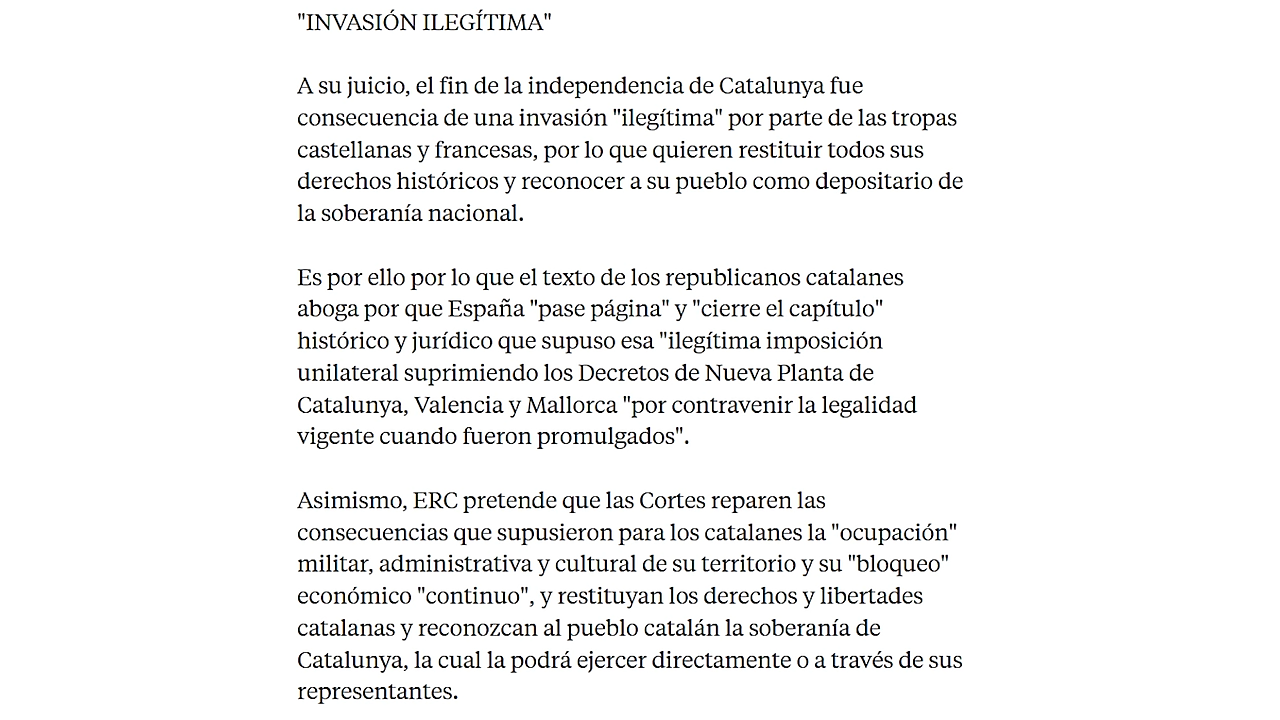 "INVASIÓN ILEGÍTIMA"
A su juicio, el fin de la independencia de Catalunya fue
consecuencia de una invasión "ilegítima" por parte de las tropas
castellanas y francesas, por lo que quieren restituir todos sus
derechos históricos y reconocer a su pueblo como depositario de
la soberanía nacional.
Es por ello por lo que el texto de los republicanos catalanes
aboga por que España "pase página" y "cierre el capítulo"
histórico y jurídico que supuso esa "ilegítima imposición
unilateral suprimiendo los Decretos de Nueva Planta de
Catalunya, Valencia y Mallorca "por contravenir la legalidad
vigente cuando fueron promulgados".
Asimismo, ERC pretende que las Cortes reparen las
consecuencias que supusieron para los catalanes la "ocupación"
militar, administrativa y cultural de su territorio y su "bloqueo"
económico "continuo", y restituyan los derechos y libertades
catalanas y reconozcan al pueblo catalán la soberanía de
Catalunya, la cual la podrá ejercer directamente o a través de sus
representantes.